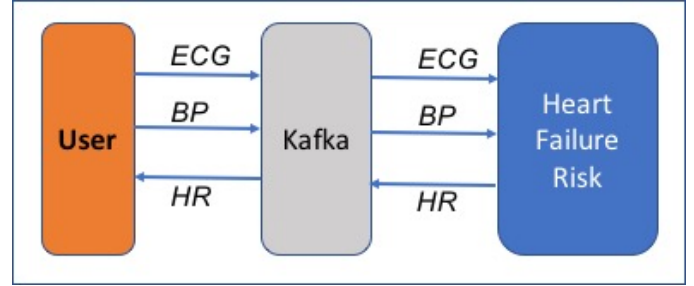 User
ECG
BP
HR
Kafka
ECG
BP
HR
Heart
Failure
Risk